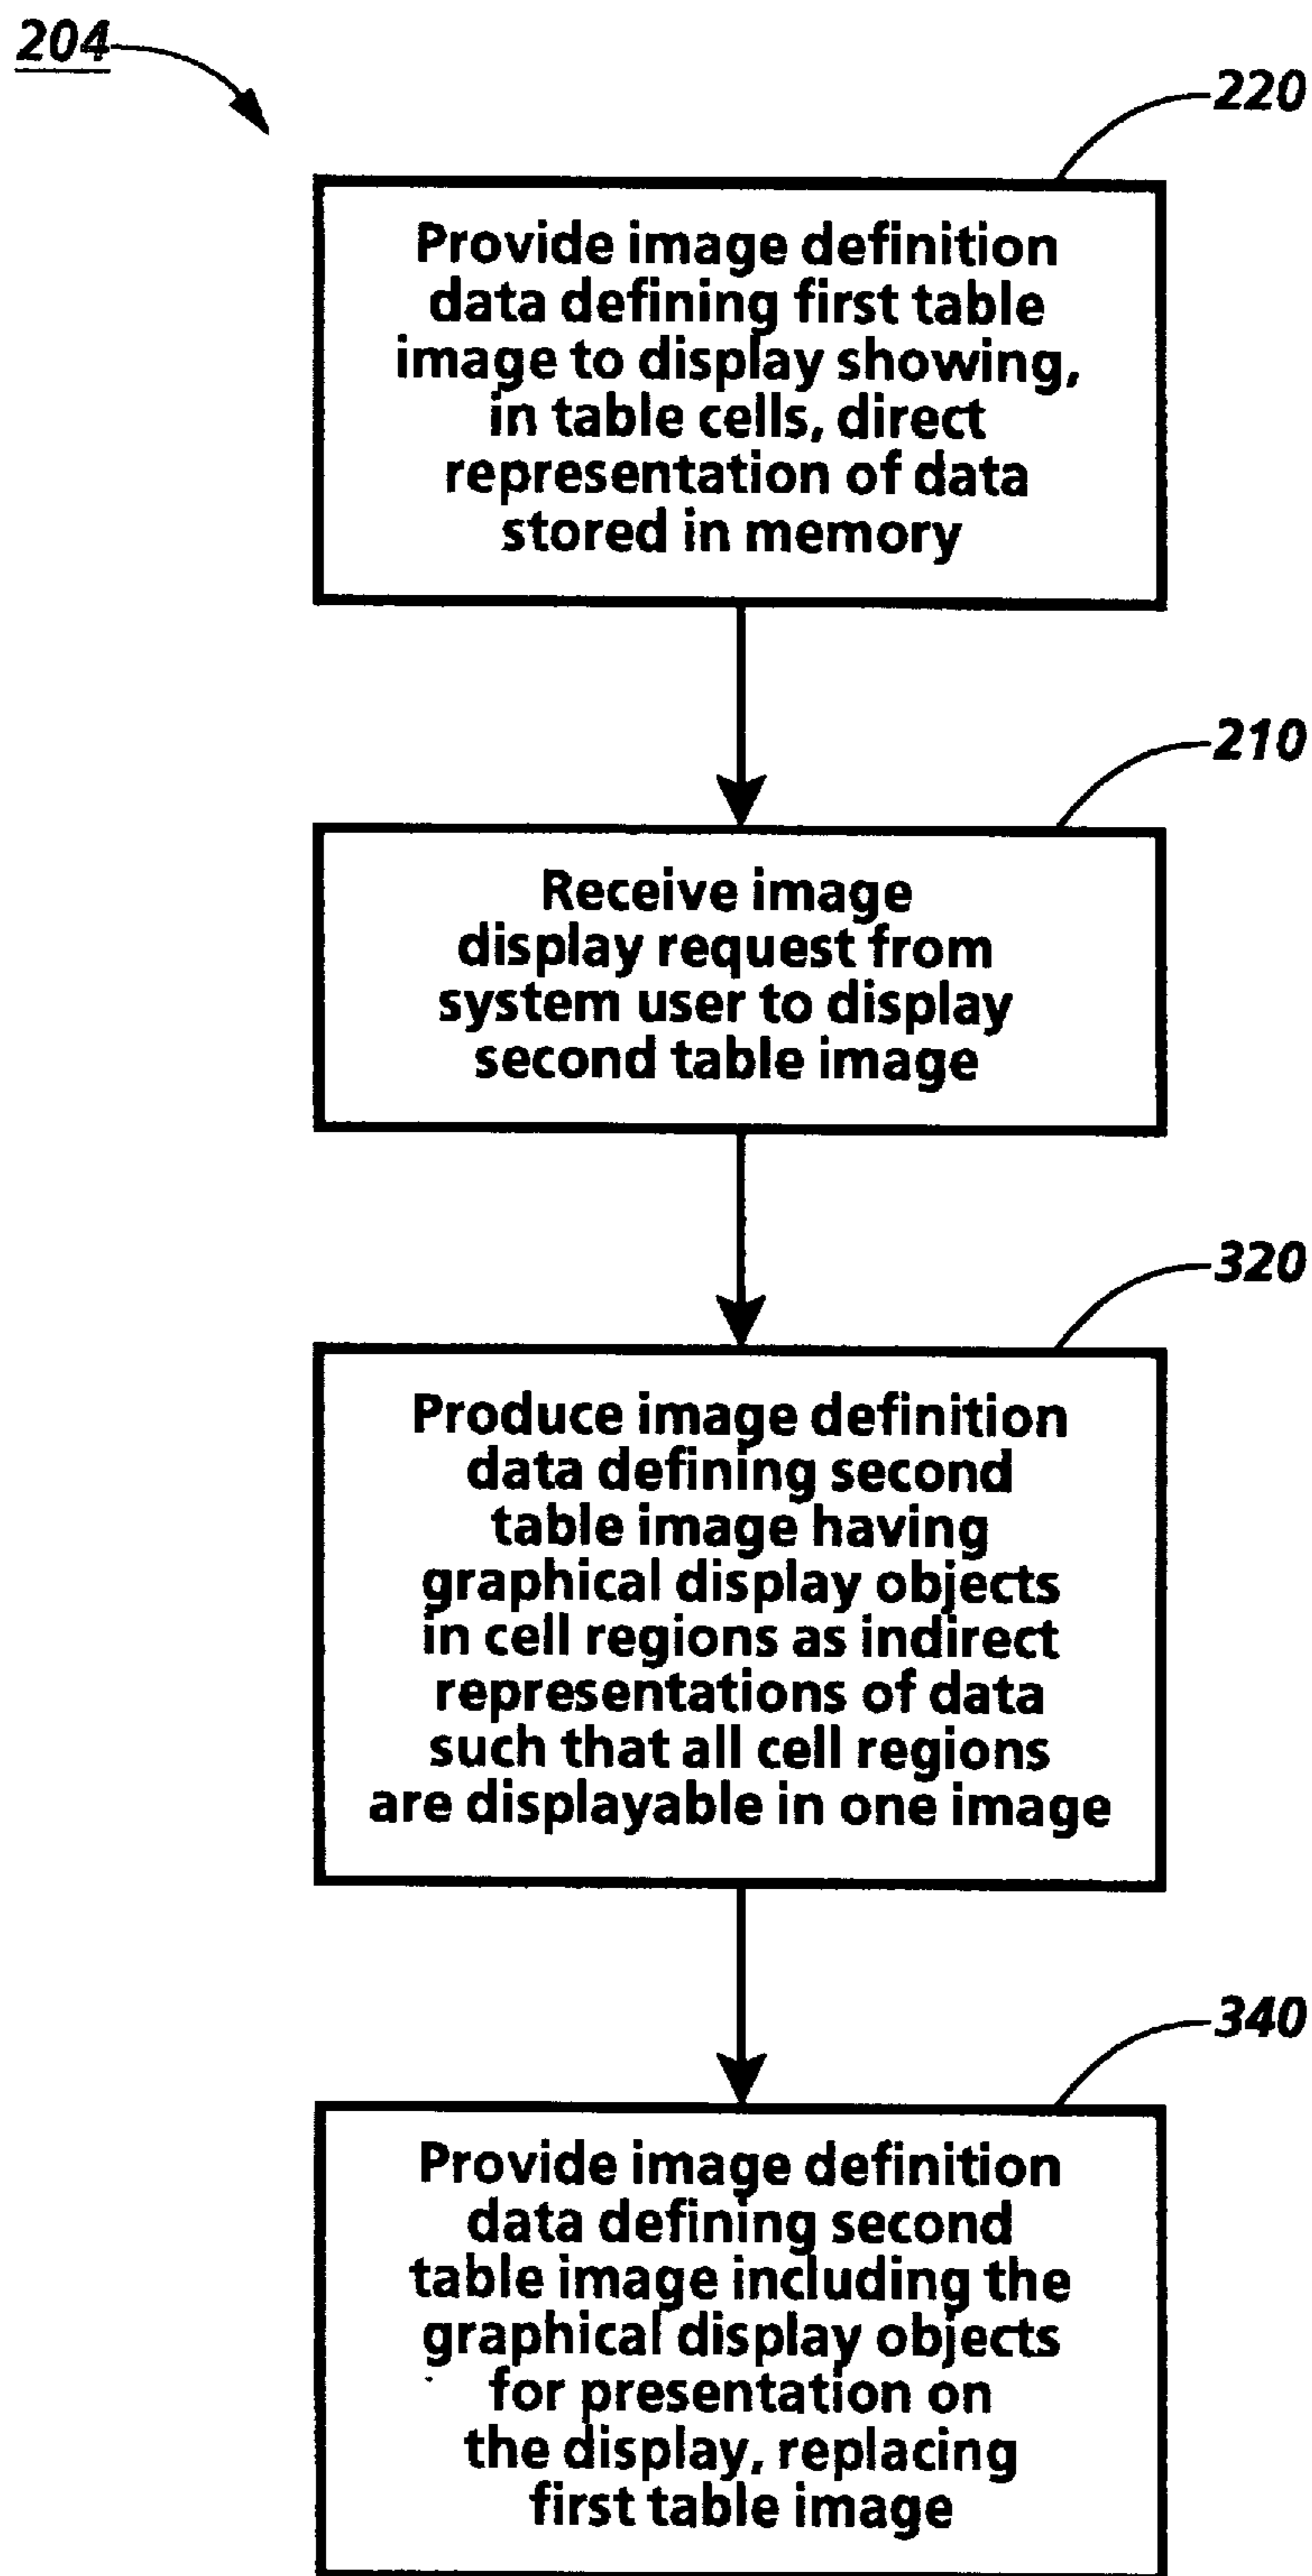 204
220
Provide image definition
data defining first table
image to display showing,
in table cells, direct
representation of data
stored in memory
210
Receive image
display request from
system user to display
second table image
320
Produce image definition
data defining second
table image having
graphical display objects
in cell regions as indirect
representations of data
such that all cell regions
are displayable in one image
340
Provide image definition
data defining second
table image including the
graphical display objects
for presentation on
the display, replacing
first table image